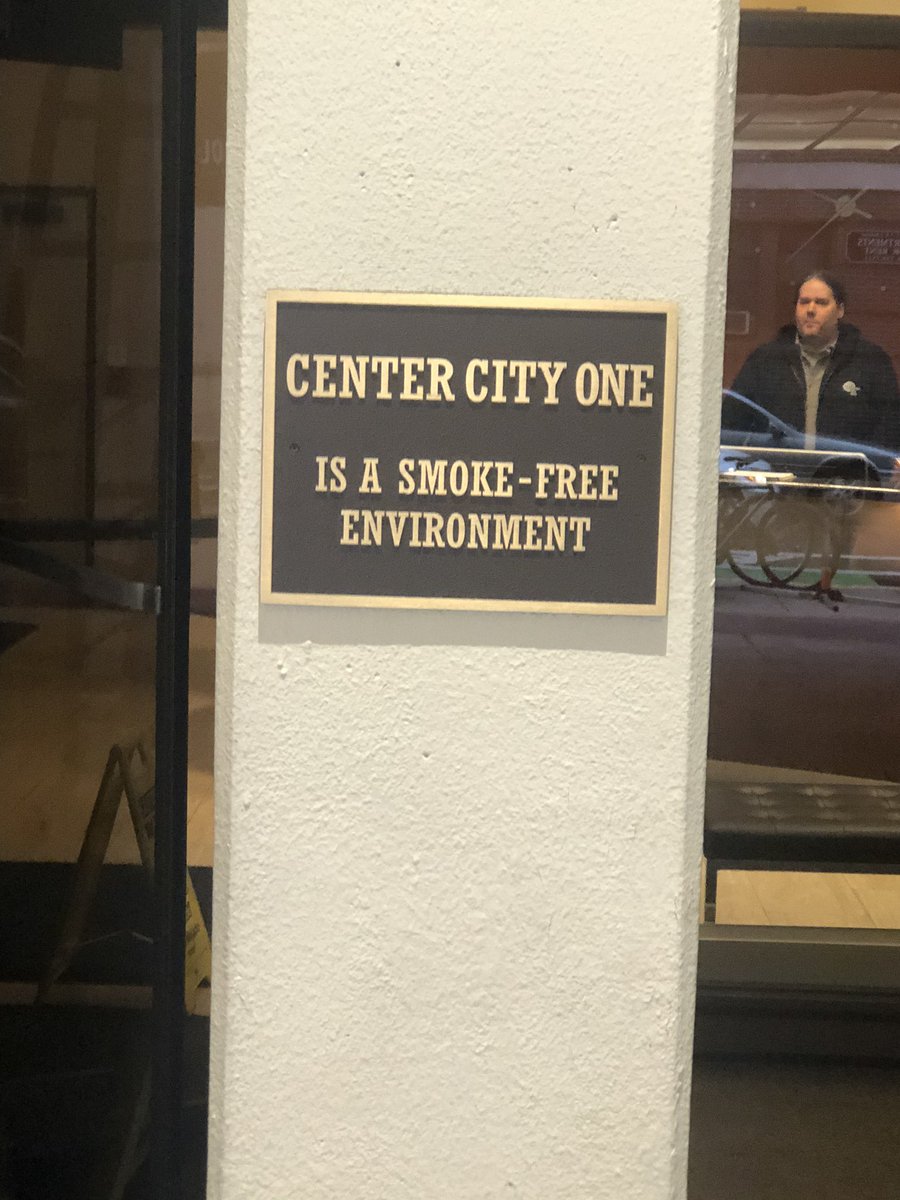 CENTER CITY ONE
IS A SMOKE-FREE
ENVIRONMENT